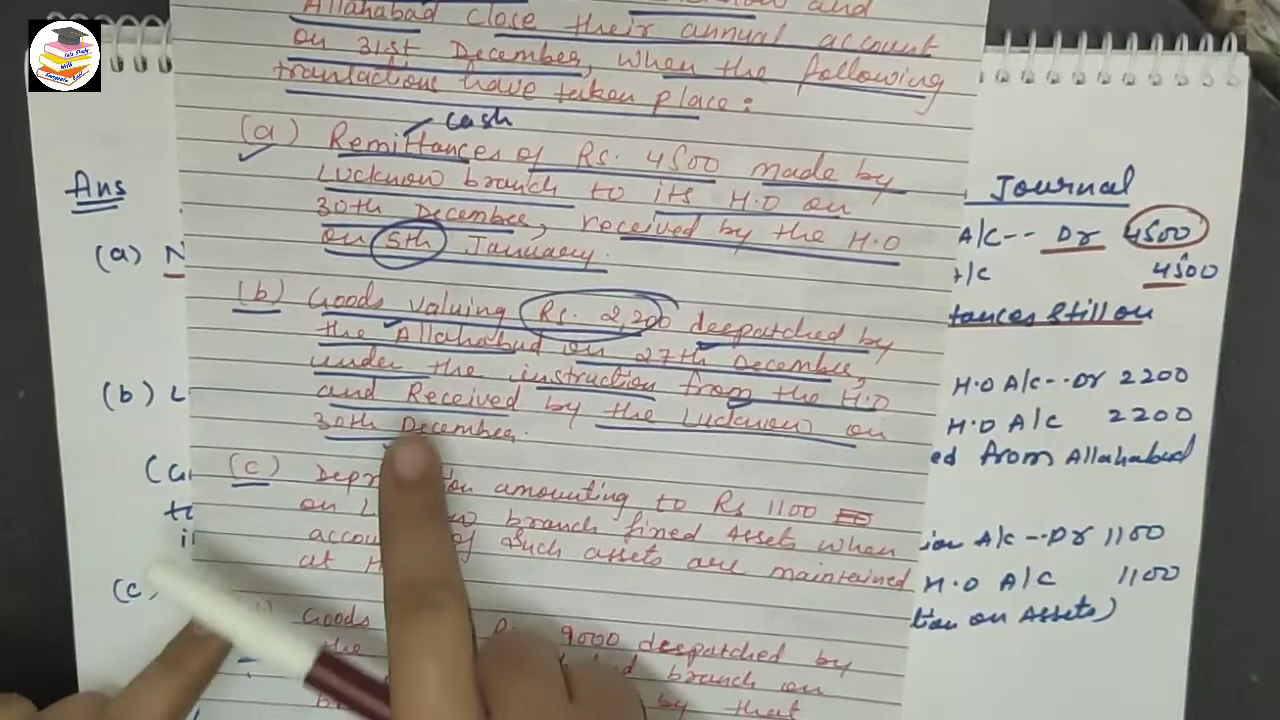 Allahabad close their annual account
on 31st December, when the following
transactions have taken place:
cash
(a) Remittances of Rs. 4500 made by
Lucknow branch to its H.O on
30th December, received by the H.O
on 5th January.
(b) Goods valuing Rs. 2,200 despatched by
the Allahabad on 27th December,
under the instruction from the H.O
and Received by the Lucknow on
30th December.
(c) amounting to Rs 1100
on branch fined Assets when
of Such assets are maintained
at
Goods 9000 despatched by
the branch on
by that
Ans
(a) N
(b) L
(c)
Journal
A/C-- Dr 4500
4500
Still on
H.O A/C--Dr 2200
H.O A/C 2200
from Allahabad
A/C--Dr 1100
H.O A/C 1100
on Assets)